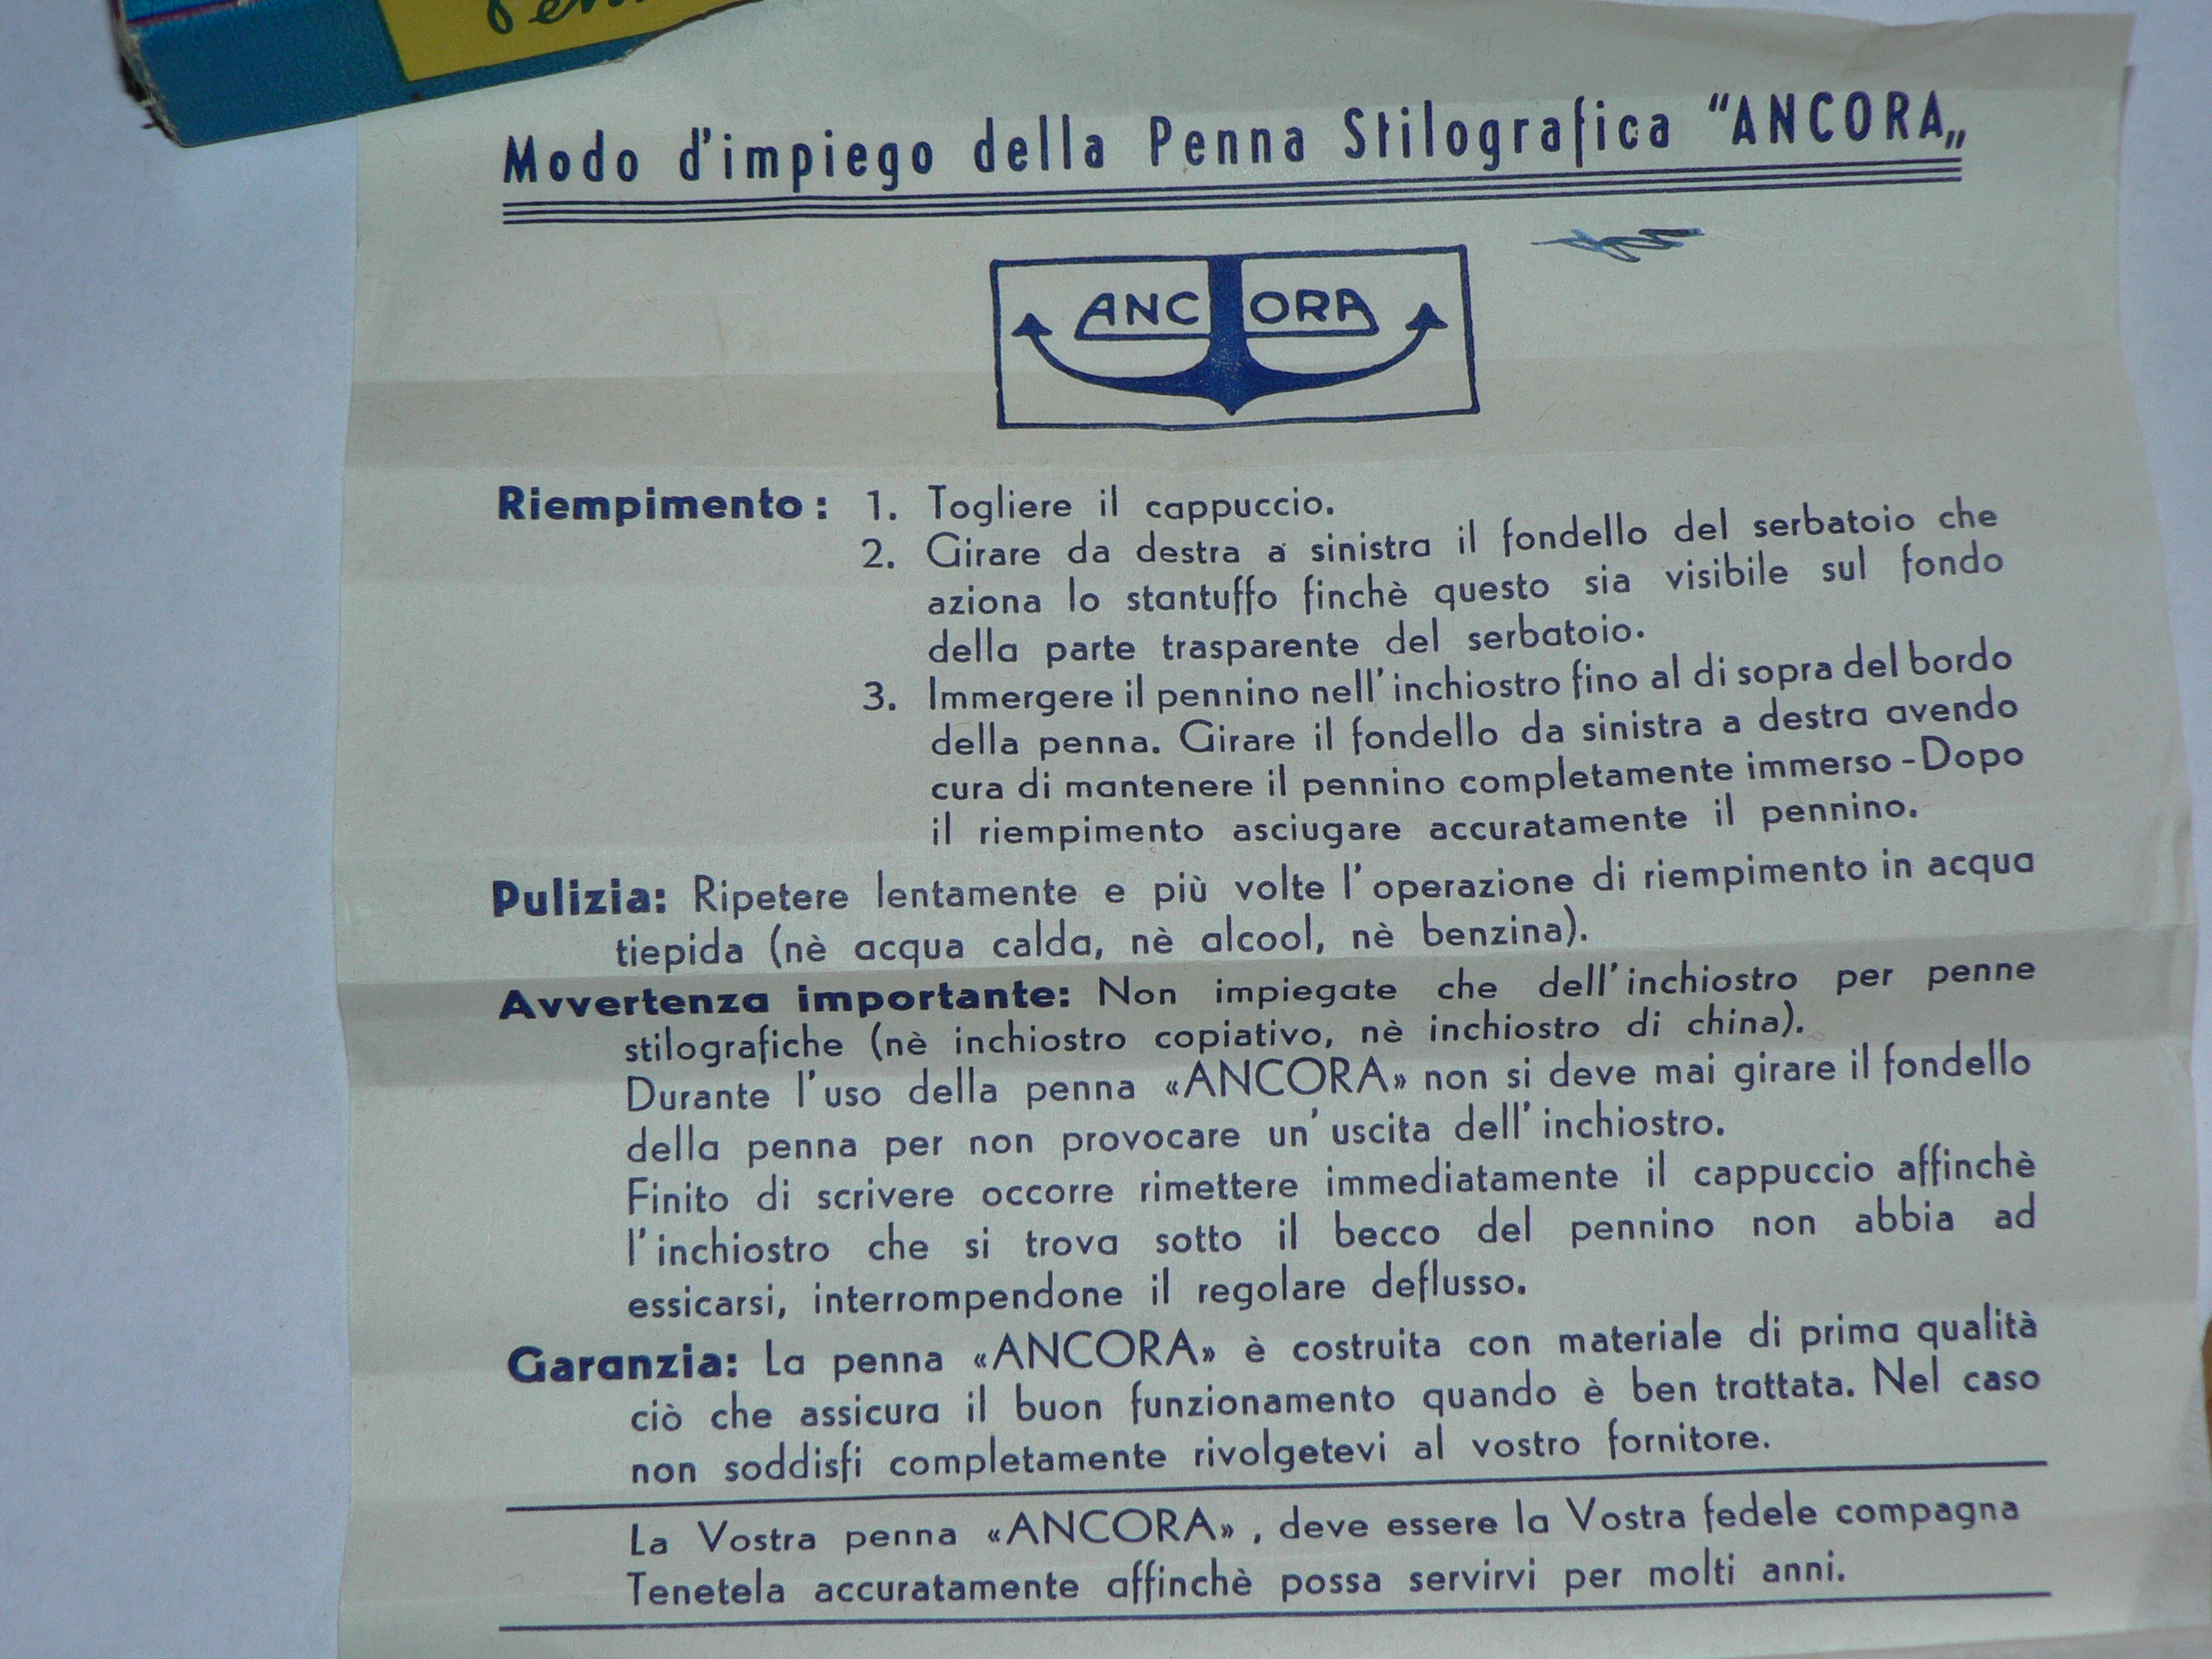 Modo d'impiego della Penna Stilografica "ANCORA„
ANCORA
Riempimento: 1. Togliere il cappuccio.
2. Girare da destra a sinistra il fondello del serbatoio che
aziona lo stantuffo finchè questo sia visibile sul fondo
della parte trasparente del serbatoio.
3. Immergere il pennino nell'inchiostro fino al di sopra del bordo
della penna. Girare il fondello da sinistra a destra avendo
cura di mantenere il pennino completamente immerso - Dopo
il riempimento asciugare accuratamente il pennino.
Pulizia: Ripetere lentamente e più volte l'operazione di riempimento in acqua
tiepida (nè acqua calda, nè alcool, nè benzina).
Avvertenza importante: Non impiegate che dell'inchiostro per penne
stilografiche (nè inchiostro copiativo, nè inchiostro di china).
Durante l'uso della penna «ANCORA» non si deve mai girare il fondello
della penna per non provocare un'uscita dell'inchiostro.
Finito di scrivere occorre rimettere immediatamente il cappuccio affinchè
l'inchiostro che si trova sotto il becco del pennino non abbia ad
essicarsi, interrompendone il regolare deflusso.
Garanzia: La penna «ANCORA» è costruita con materiale di prima qualità
ciò che assicura il buon funzionamento quando è ben trattata. Nel caso
non soddisfi completamente rivolgetevi al vostro fornitore.
La Vostra penna «ANCORA», deve essere la Vostra fedele compagna
Tenetela accuratamente affinchè possa servirvi per molti anni.